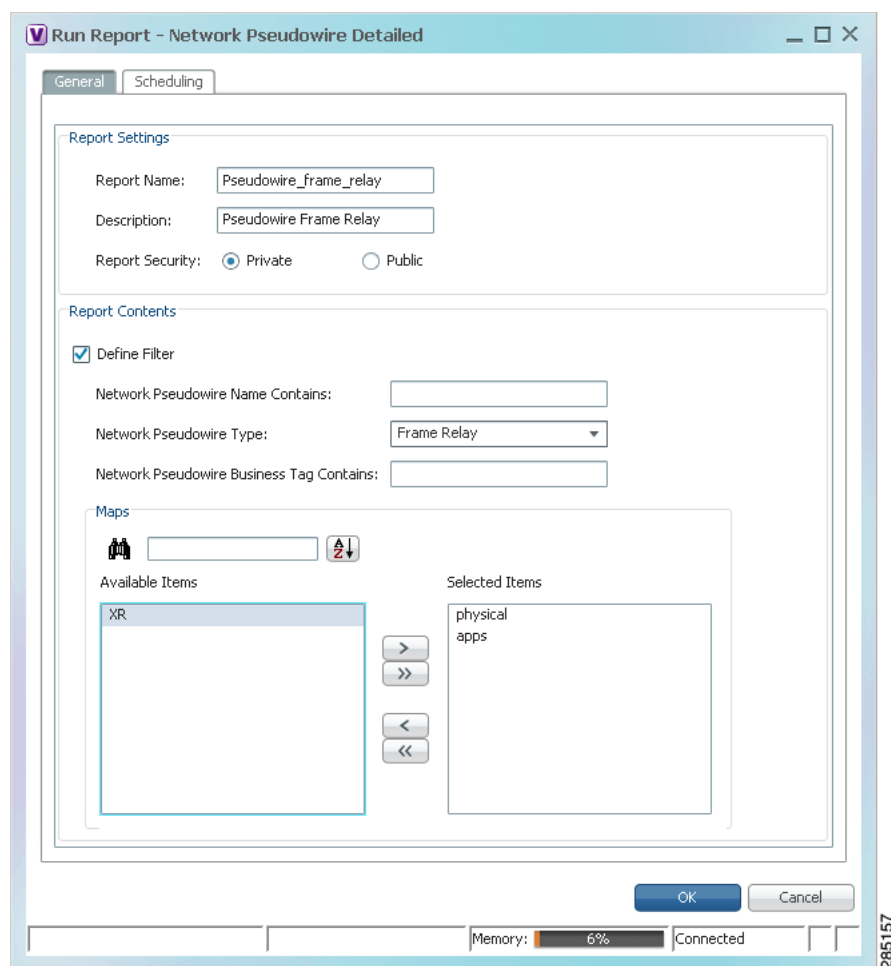 V Run Report - Network Pseudowire Detailed
General Scheduling
Report Settings
Report Name: Pseudowire_frame_relay
Description: Pseudowire Frame Relay
Report Security: Private Public
Report Contents
Define Filter
Network Pseudowire Name Contains:
Network Pseudowire Type: Frame Relay
Network Pseudowire Business Tag Contains:
Maps
A Z
Available Items Selected Items
XR physical
apps
>
>>
<
<<
OK Cancel
Memory: 6% Connected
285157